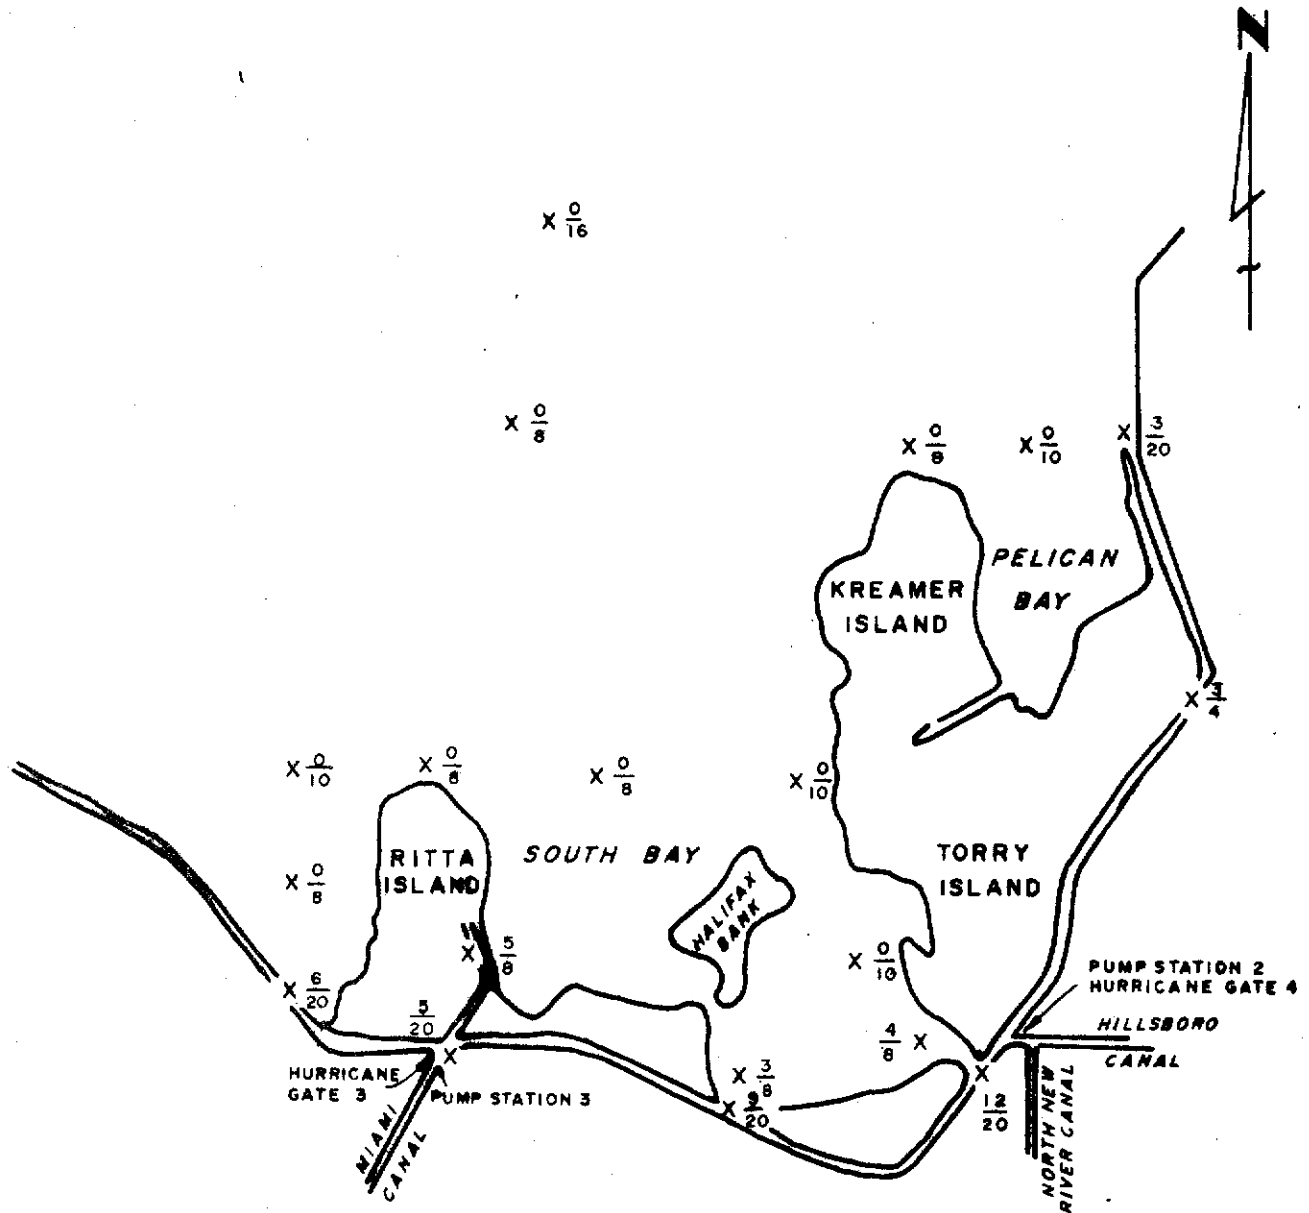 N
X 0/16
X 0/8
X 0/8
X 0/10
X 3/20
PELICAN
BAY
KREAMER
ISLAND
X 3/4
X 0/10
X 0/8
X 0/8
X 0/10
SOUTH BAY
RITTA
ISLAND
TORRY
ISLAND
X 0/8
HALIFAX
BANK
X 5/8
X 0/10
X 6/20
PUMP STATION 2
HURRICANE GATE 4
5/20
X
4/8 X
HILLSBORO
CANAL
HURRICANE
GATE 3
PUMP STATION 3
X 3/8
X 9/20
X
12/20
MIAMI
CANAL
NORTH NEW
RIVER CANAL